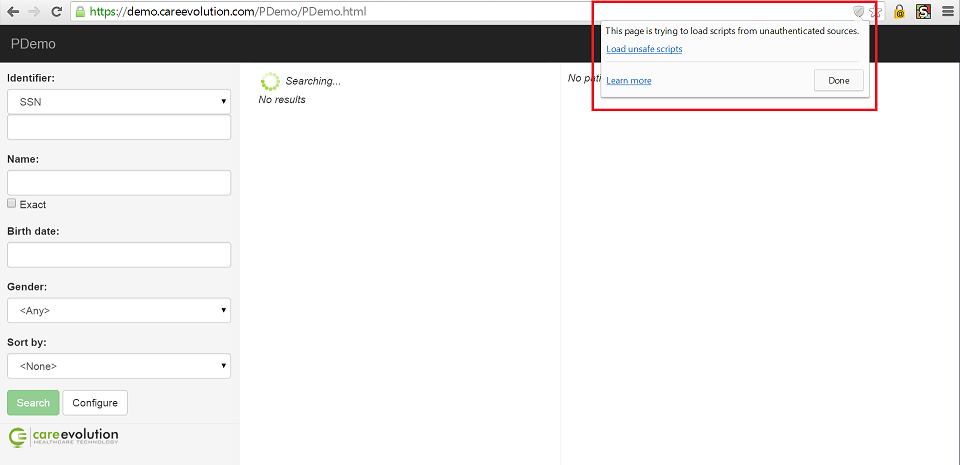 https://demo.careevolution.com/PDemo/PDemo.html
This page is trying to load scripts from unauthenticated sources.
Load unsafe scripts
Learn more
Done
PDemo
Identifier:
SSN
Name:
Exact
Birth date:
Gender:
<Any>
Sort by:
<None>
Search
Configure
careevolution
HEALTHCARE TECHNOLOGY
Searching...
No results
No pati